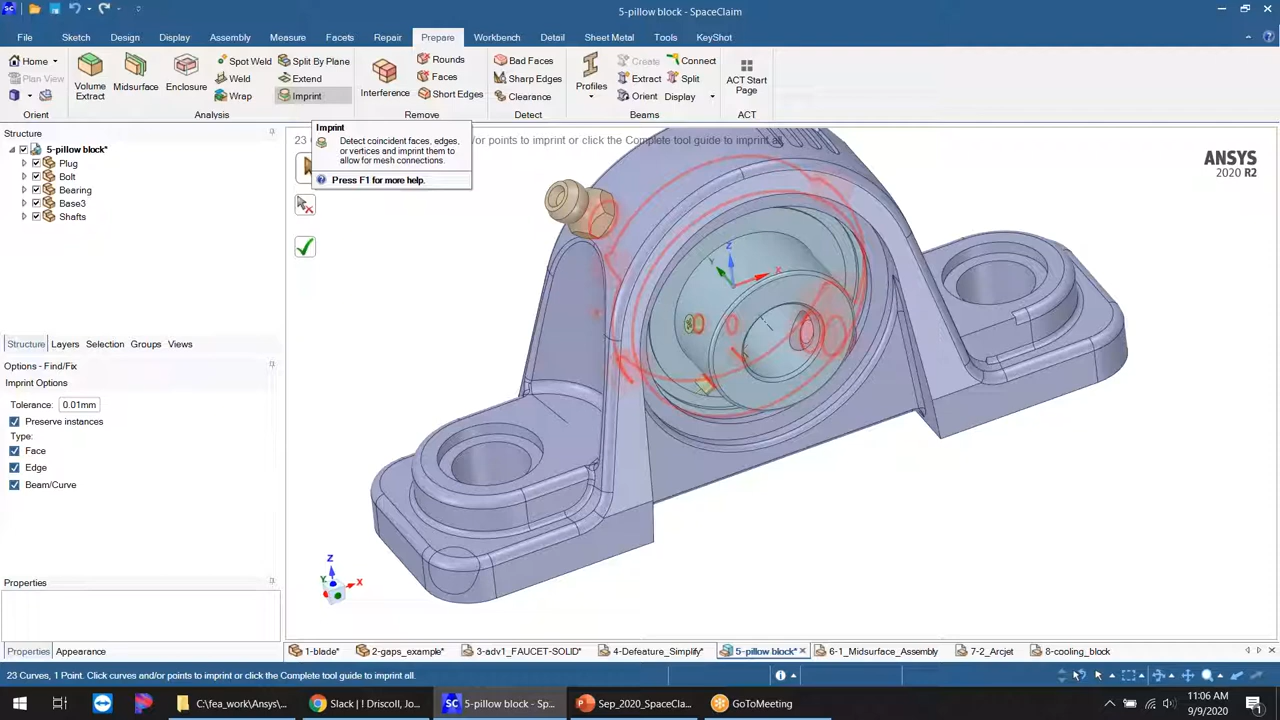 5-pillow block* - SpaceClaim
File Sketch Design Display Assembly Measure Facets Repair Prepare Workbench Detail Sheet Metal Tools KeyShot
Home
Plan View
Orient
Volume Extract
Midsurface
Enclosure
Spot Weld
Weld
Wrap
Split By Plane
Extend
Imprint
Analysis
Interference
Rounds
Faces
Short Edges
Remove
Bad Faces
Sharp Edges
Clearance
Detect
Profiles
Create
Extract
Orient
Connect
Split
Display
Beams
ACT Start Page
ACT
Structure
5-pillow block*
Plug
Bolt
Bearing
Base3
Shafts
Imprint
Detect coincident faces, edges,
or vertices and imprint them to
allow for mesh connections.
Press F1 for more help.
23 
/or points to imprint or click the Complete tool guide to imprint all.
ANSYS
2020 R2
Z
Y
X
Structure Layers Selection Groups Views
Options - Find/Fix
Imprint Options
Tolerance: 0.01mm
Preserve instances
Type:
Face
Edge
Beam/Curve
Z
Y
X
Properties
Properties Appearance
1-blade* 2-gaps_example* 3-adv1_FAUCET-SOLID* 4-Defeature_Simplify* 5-pillow block* 6-1_Midsurface_Assembly 7-2_Arcjet 8-cooling_block
23 Curves, 1 Point. Click curves and/or points to imprint or click the Complete tool guide to imprint all.
C:\fea_work\Ansys\... Slack | ! Driscoll, Jo... 5-pillow block* - Sp... Sep_2020_SpaceCla... GoToMeeting
11:06 AM
9/9/2020